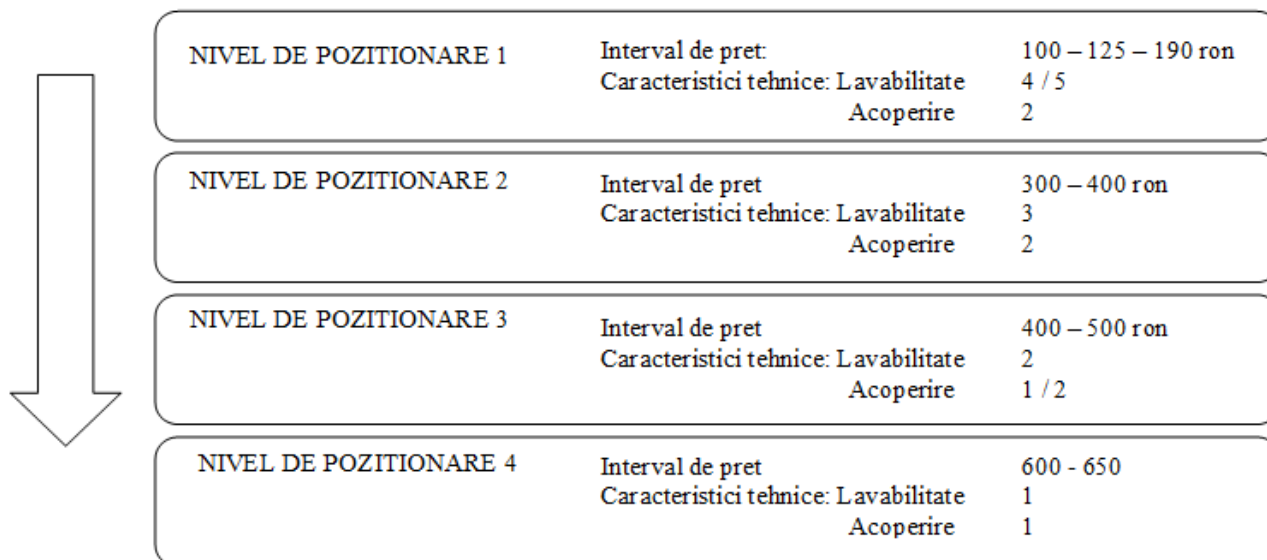 NIVEL DE POZITIONARE 1 Interval de pret: 100 – 125 – 190 ron
Caracteristici tehnice: Lavabilitate 4 / 5
Acoperire 2
NIVEL DE POZITIONARE 2 Interval de pret 300 – 400 ron
Caracteristici tehnice: Lavabilitate 3
Acoperire 2
NIVEL DE POZITIONARE 3 Interval de pret 400 – 500 ron
Caracteristici tehnice: Lavabilitate 2
Acoperire 1 / 2
NIVEL DE POZITIONARE 4 Interval de pret 600 - 650
Caracteristici tehnice: Lavabilitate 1
Acoperire 1